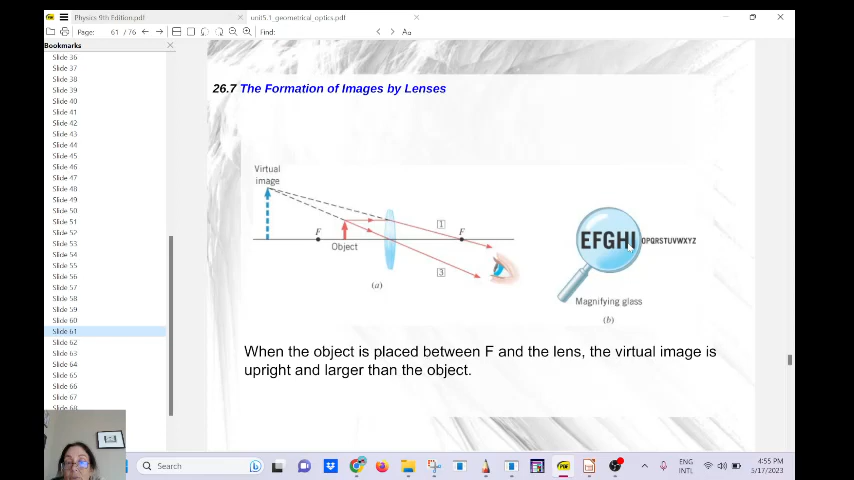 Physics 9th Edition.pdf
unit5.1_geometrical_optics.pdf
Page: 61 / 76
Find:
Aa
Bookmarks
Slide 36
Slide 37
Slide 38
Slide 39
Slide 40
Slide 41
Slide 42
Slide 43
Slide 44
Slide 45
Slide 46
Slide 47
Slide 48
Slide 49
Slide 50
Slide 51
Slide 52
Slide 53
Slide 54
Slide 55
Slide 56
Slide 57
Slide 58
Slide 59
Slide 60
Slide 61
Slide 62
Slide 63
Slide 64
Slide 65
Slide 66
Slide 67
Slide 68
26.7 The Formation of Images by Lenses
Virtual
image
F
Object
1
F
3
(a)
EFGHI
OPQRSTUVWXYZ
Magnifying glass
(b)
When the object is placed between F and the lens, the virtual image is
upright and larger than the object.
Search
ENG
INTL
4:55 PM
5/17/2023